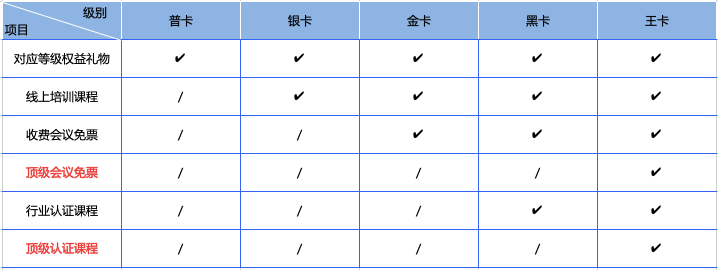 级别
项目 普卡 银卡 金卡 黑卡 王卡
对应等级权益礼物 ✔ ✔ ✔ ✔ ✔
线上培训课程 / ✔ ✔ ✔ ✔
收费会议免票 / / ✔ ✔ ✔
顶级会议免票 / / / / ✔
行业认证课程 / / / ✔ ✔
顶级认证课程 / / / / ✔